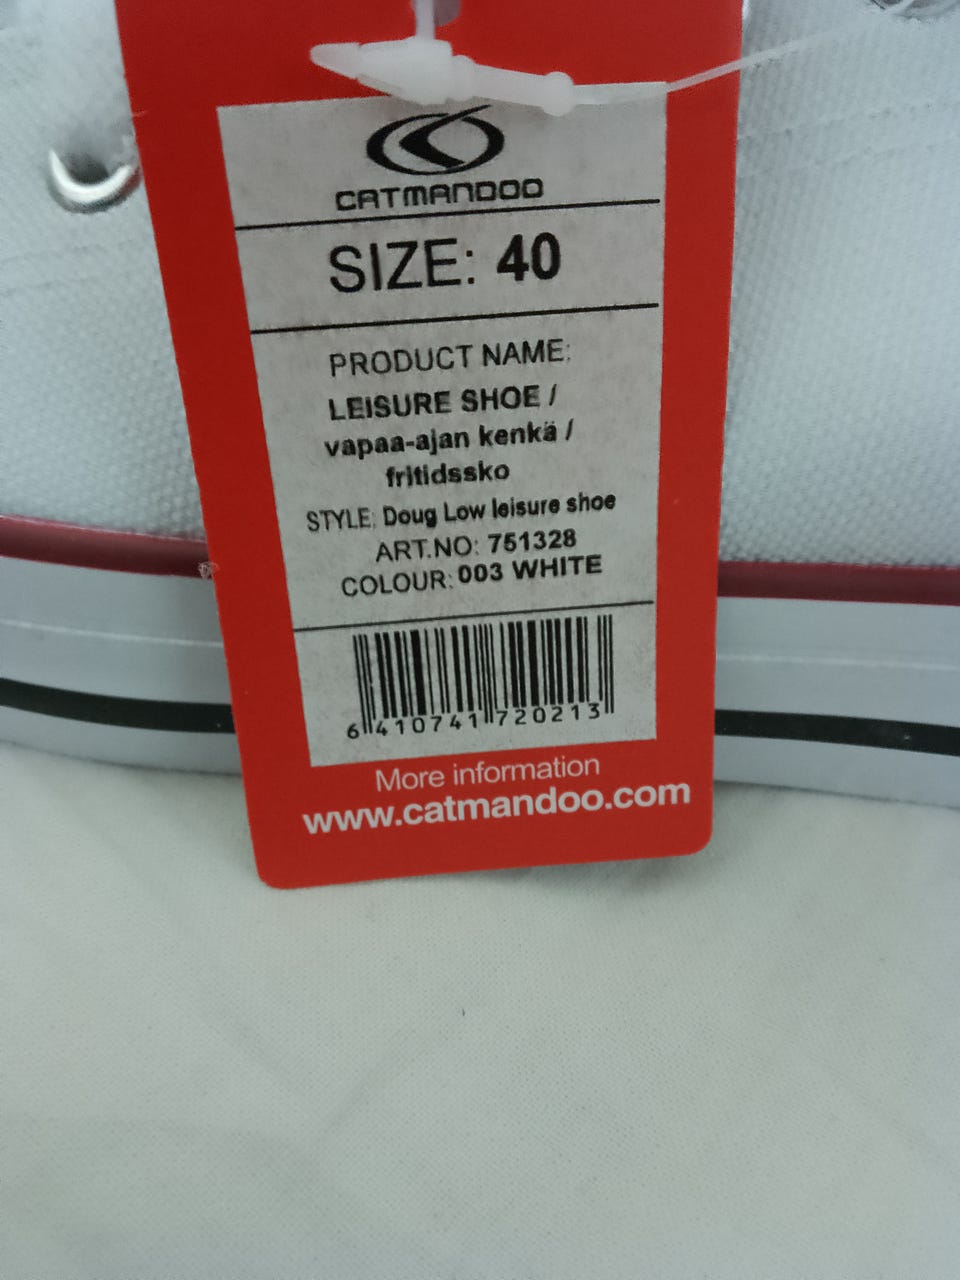 CATMANDOO
SIZE: 40
PRODUCT NAME:
LEISURE SHOE /
vapaa-ajan kenkä /
fritidssko
STYLE: Doug Low leisure shoe
ART.NO: 751328
COLOUR: 003 WHITE
6 410741 720213
More information
www.catmandoo.com